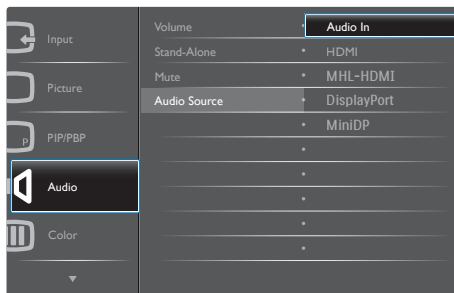 Input
Picture
P
PIP/PBP
Audio
Color
Volume
Stand-Alone
Mute
Audio Source
Audio In
HDMI
MHL-HDMI
DisplayPort
MiniDP